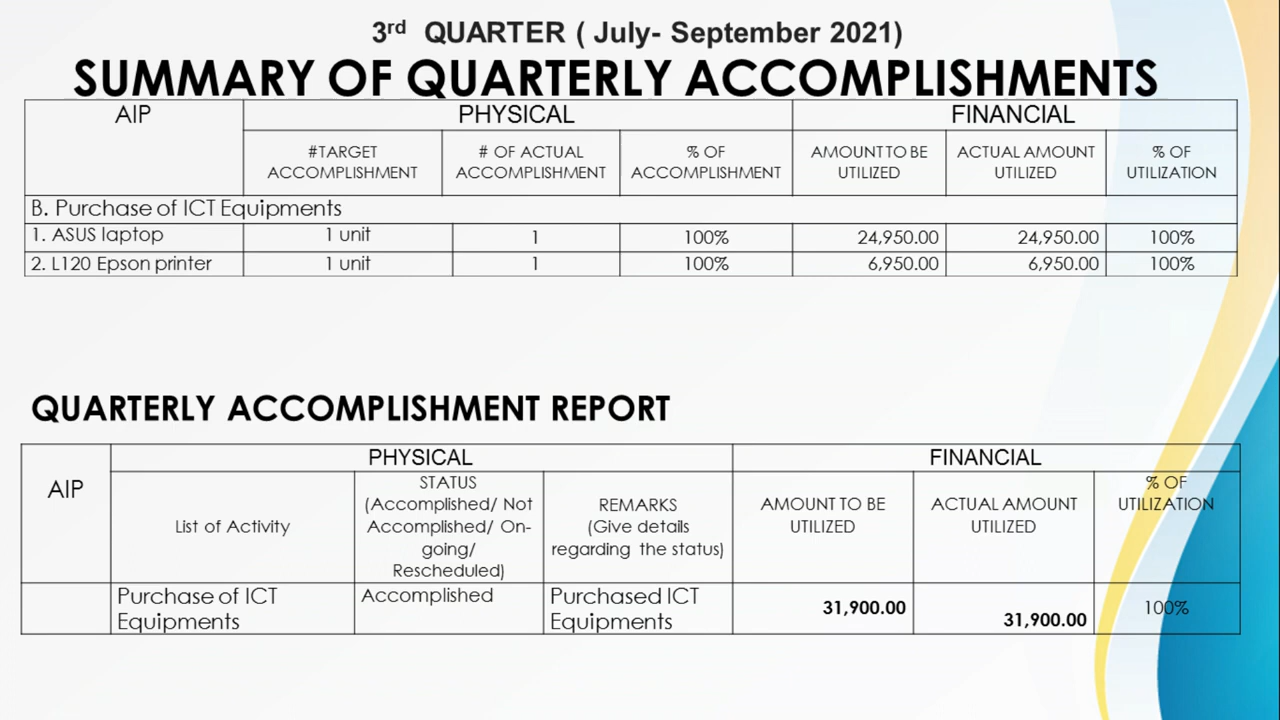 3rd QUARTER ( July- September 2021)
SUMMARY OF QUARTERLY ACCOMPLISHMENTS
AIP
PHYSICAL
FINANCIAL
#TARGET
ACCOMPLISHMENT
# OF ACTUAL
ACCOMPLISHMENT
% OF
ACCOMPLISHMENT
AMOUNT TO BE
UTILIZED
ACTUAL AMOUNT
UTILIZED
% OF
UTILIZATION
B. Purchase of ICT Equipments
1. ASUS laptop 1 unit 1 100% 24,950.00 24,950.00 100%
2. L120 Epson printer 1 unit 1 100% 6,950.00 6,950.00 100%
QUARTERLY ACCOMPLISHMENT REPORT
AIP
PHYSICAL
FINANCIAL
List of Activity
STATUS
(Accomplished/ Not
Accomplished/ On-
going/
Rescheduled)
REMARKS
(Give details
regarding the status)
AMOUNT TO BE
UTILIZED
ACTUAL AMOUNT
UTILIZED
% OF
UTILIZATION
Purchase of ICT
Equipments
Accomplished
Purchased ICT
Equipments
31,900.00
31,900.00
100%